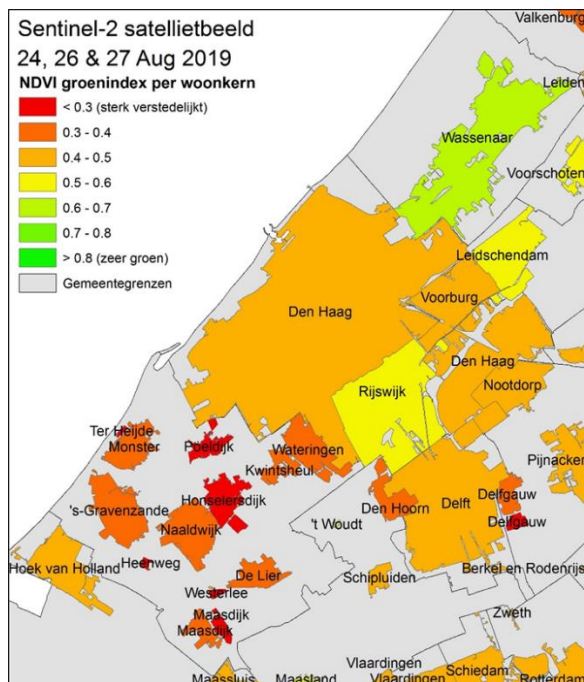 Sentinel-2 satellietbeeld
24, 26 & 27 Aug 2019
NDVI groenindex per woonkern
< 0.3 (sterk verstedelijkt)
0.3 - 0.4
0.4 - 0.5
0.5 - 0.6
0.6 - 0.7
0.7 - 0.8
> 0.8 (zeer groen)
Gemeentegrenzen
Valkenburg
Leiden
Wassenaar
Voorschoten
Leidschendam
Voorburg
Den Haag
Den Haag
Nootdorp
Rijswijk
Ter Heijde
Monster
Poeldijk
Wateringen
Kwintsheul
Pijnacker
Delfgauw
Honselersdijk
's-Gravenzande
Den Hoorn
Delft
Delfgauw
Naaldwijk
't Woudt
Hoek van Holland
Heenweg
De Lier
Schipluiden
Berkel en Rodenrijs
Westerlee
Maasdijk
Maasdijk
Zweth
Vlaardingen
Maassluis
Maasland
Vlaardingen
Schiedam
Rotterdam